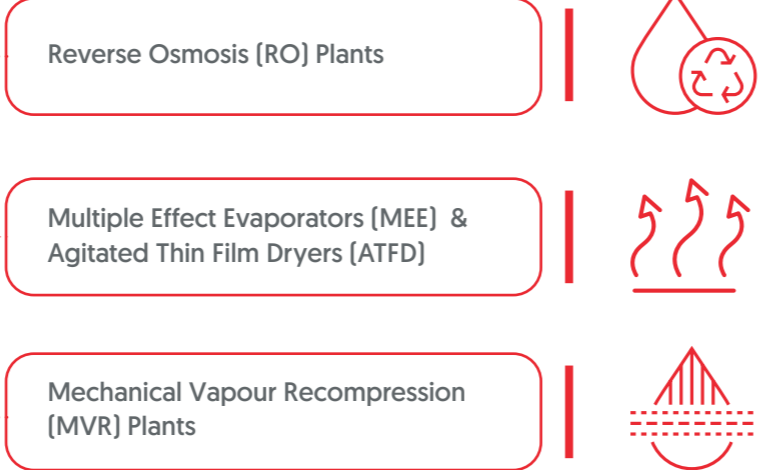 Reverse Osmosis (RO) Plants
Multiple Effect Evaporators (MEE) &
Agitated Thin Film Dryers (ATFD)
Mechanical Vapour Recompression
(MVR) Plants